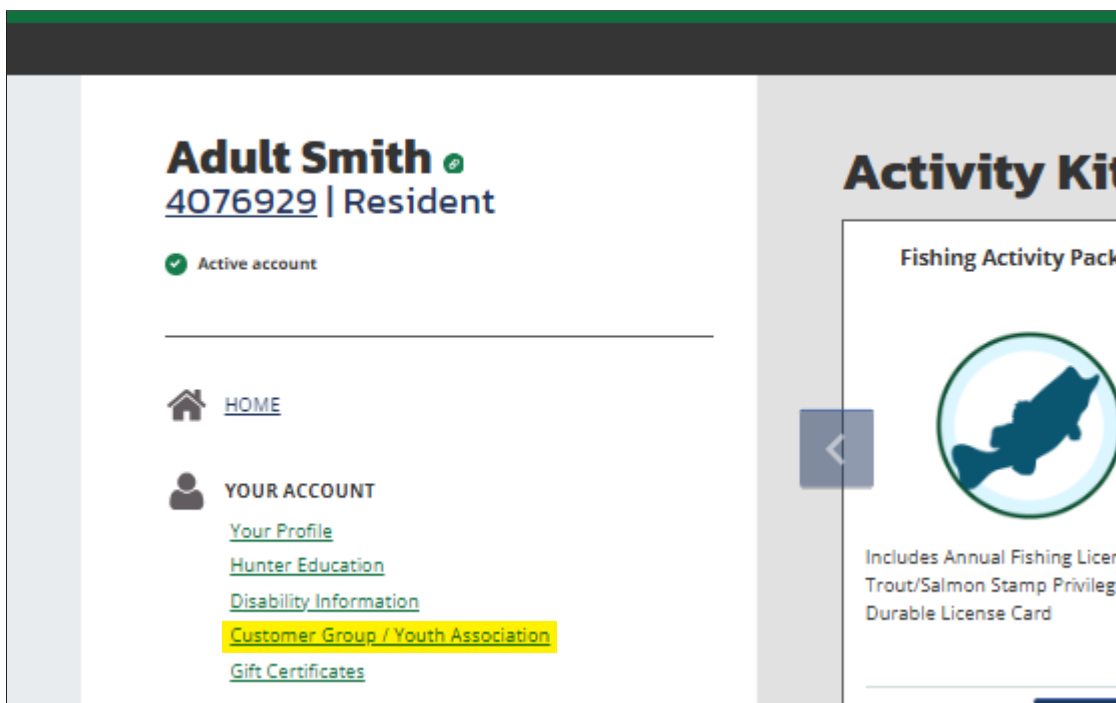 Adult Smith
4076929 | Resident
Active account
HOME
YOUR ACCOUNT
Your Profile
Hunter Education
Disability Information
Customer Group / Youth Association
Gift Certificates
Activity
Fishing Activity
Includes Annual Fishing
Trout/Salmon Stamp
Durable License Card